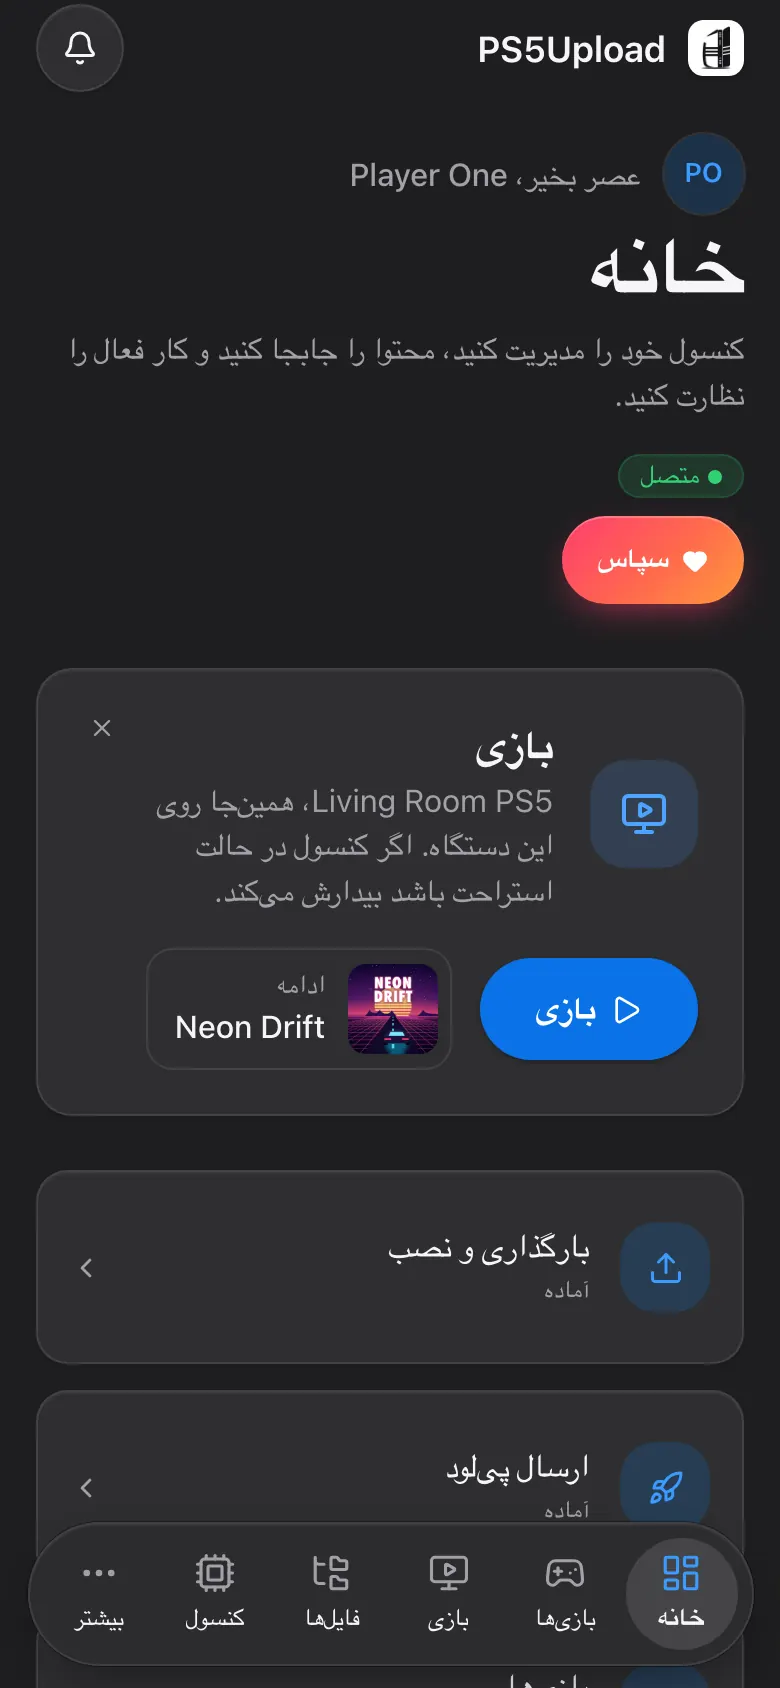 PS5Upload
PO
عصر بخیر، Player One
خانه
کنسول خود را مدیریت کنید، محتوا را جابجا کنید و کار فعال را
نظارت کنید.
متصل
سپاس
بازی
Living Room PS5، همین‌جا روی
این دستگاه. اگر کنسول در حالت
استراحت باشد بیدارش می‌کند.
بازی
NEON
DRIFT
ادامه
Neon Drift
بارگذاری و نصب
آماده
ارسال پی‌لود
آماده
خانه
بازی‌ها
بازی
فایل‌ها
کنسول
بیشتر